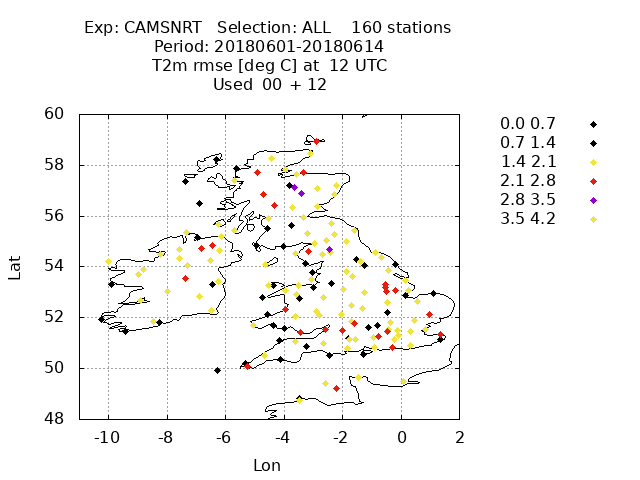 Exp: CAMSNRT Selection: ALL 160 stations
Period: 20180601-20180614
T2m rmse [deg C] at 12 UTC
Used 00 + 12
60
58
56
54
52
50
48
Lat
-10 -8 -6 -4 -2 0 2
Lon
0.0 0.7
0.7 1.4
1.4 2.1
2.1 2.8
2.8 3.5
3.5 4.2